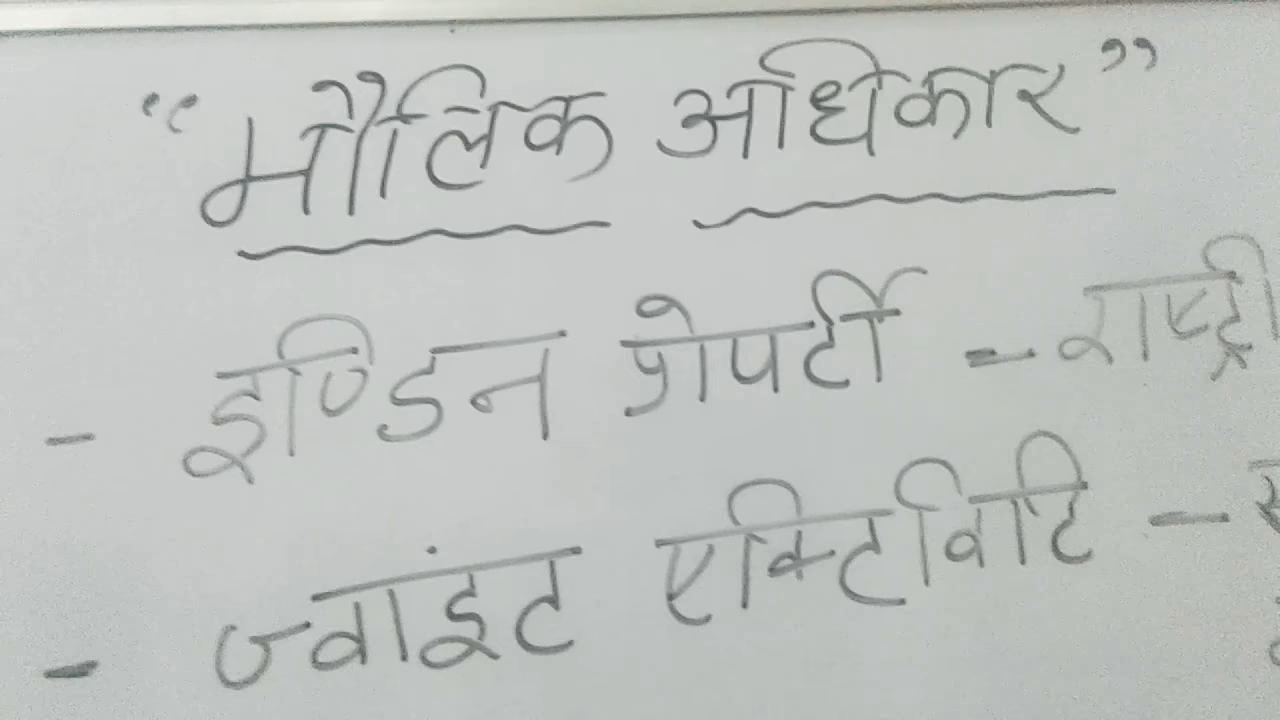 "मौलिक अधिकार"
- इण्डिन प्रोपर्टी - राष्ट्री
- ज्वाइंट एक्टिविटि -